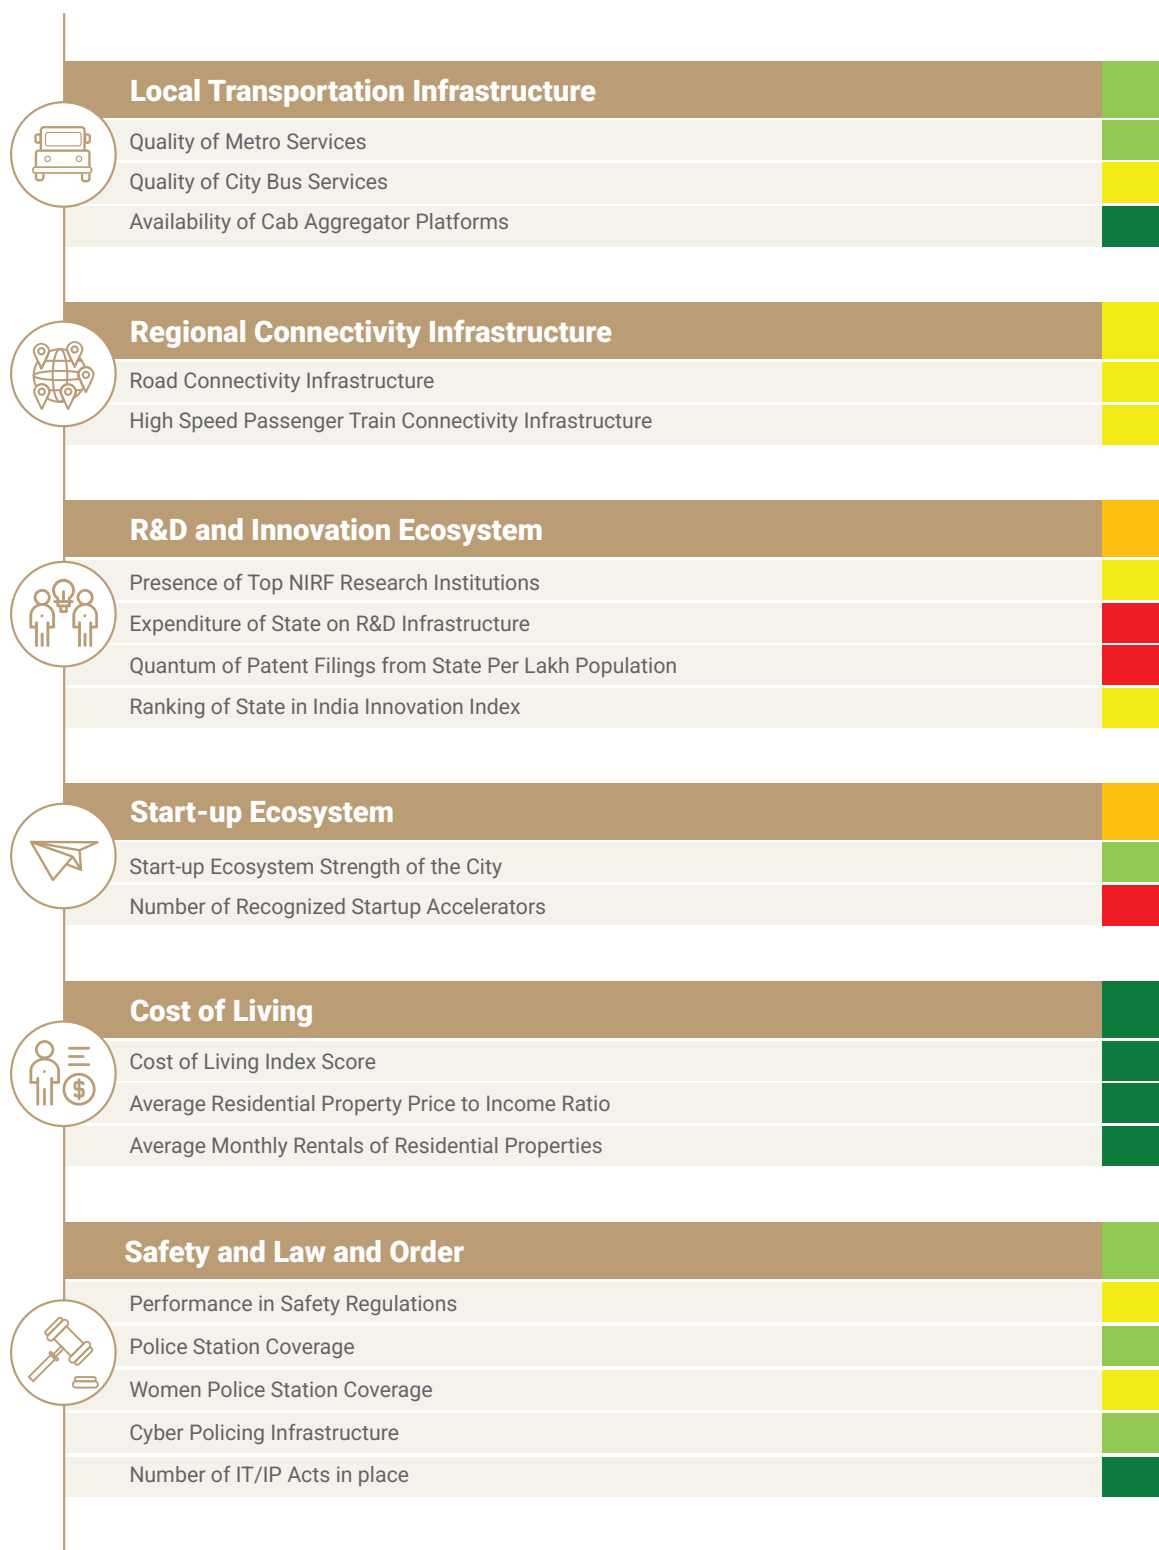 Local Transportation Infrastructure
Quality of Metro Services
Quality of City Bus Services
Availability of Cab Aggregator Platforms
Regional Connectivity Infrastructure
Road Connectivity Infrastructure
High Speed Passenger Train Connectivity Infrastructure
R&D and Innovation Ecosystem
Presence of Top NIRF Research Institutions
Expenditure of State on R&D Infrastructure
Quantum of Patent Filings from State Per Lakh Population
Ranking of State in India Innovation Index
Start-up Ecosystem
Start-up Ecosystem Strength of the City
Number of Recognized Startup Accelerators
Cost of Living
Cost of Living Index Score
Average Residential Property Price to Income Ratio
$
Average Monthly Rentals of Residential Properties
Safety and Law and Order
Performance in Safety Regulations
Police Station Coverage
Women Police Station Coverage
Cyber Policing Infrastructure
Number of IT/IP Acts in place